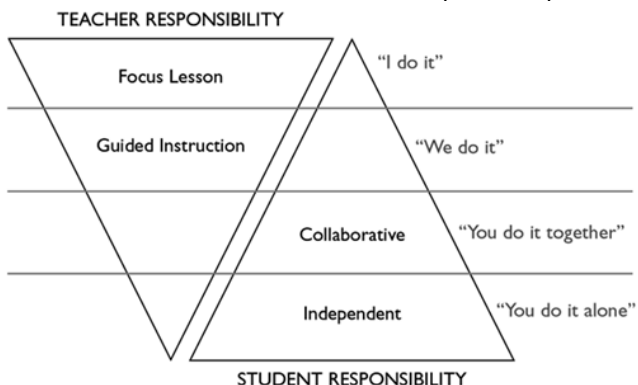 TEACHER RESPONSIBILITY
Focus Lesson
“I do it”
Guided Instruction
“We do it”
Collaborative
“You do it together”
Independent
“You do it alone”
STUDENT RESPONSIBILITY